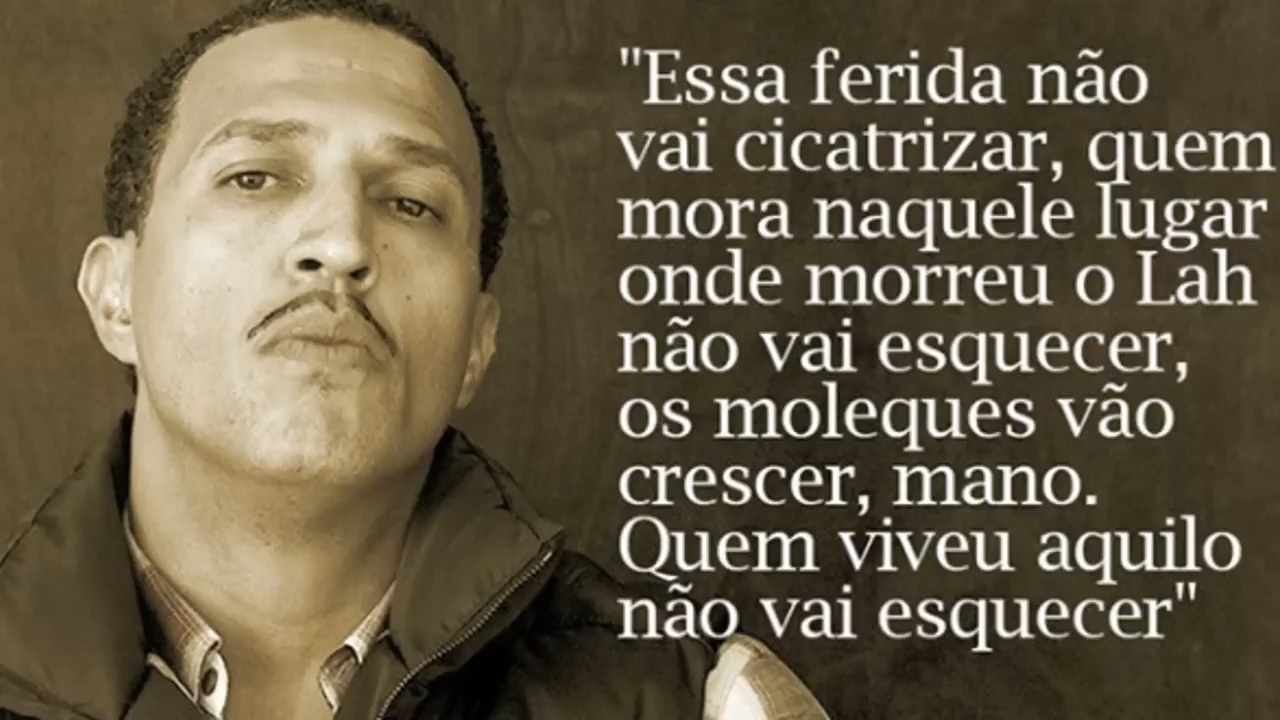 "Essa ferida não
vai cicatrizar, quem
mora naquele lugar
onde morreu o Lah
não vai esquecer,
os moleques vão
crescer, mano.
Quem viveu aquilo
não vai esquecer"